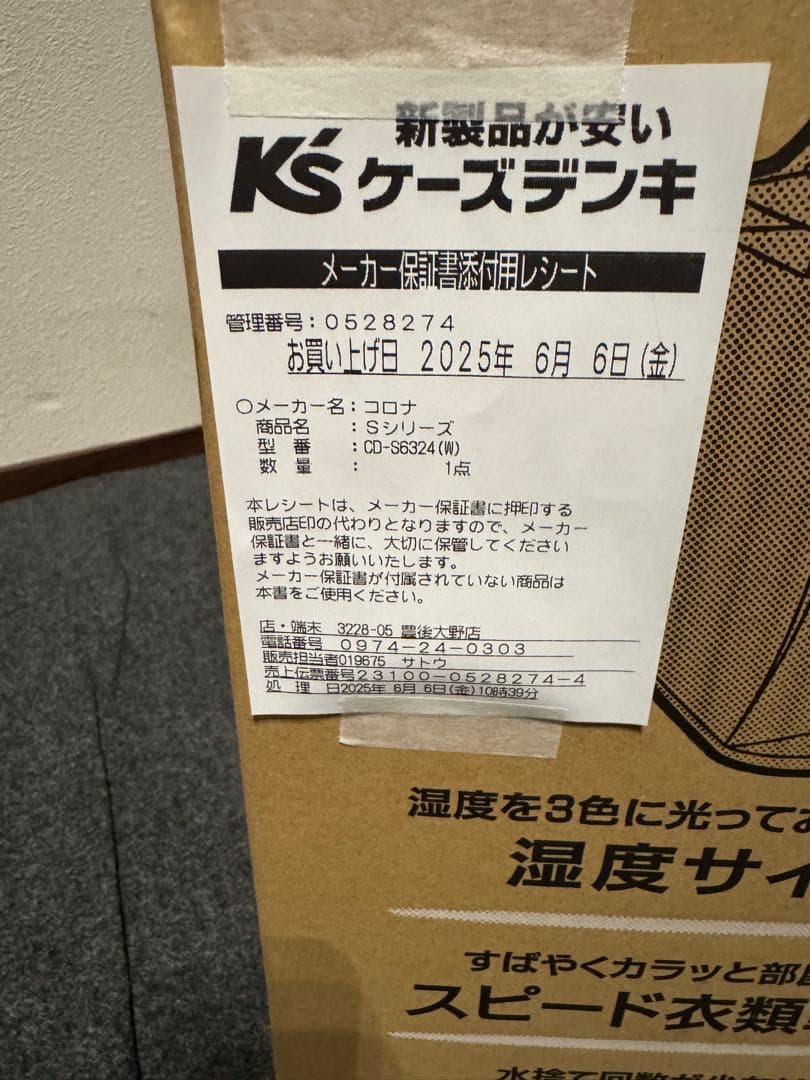 新製品が安い
K's ケーズデンキ
メーカー保証書添付用レシート
管理番号：0528274
お買い上げ日 2025年 6月 6日(金)
○メーカー名：コロナ
商品名 ：Sシリーズ
型 番 ：CD-S6324(W)
数 量 ： 1点
本レシートは、メーカー保証書に押印する
販売店印の代わりとなりますので、メーカー
保証書と一緒に、大切に保管してください
ますようお願いいたします。
メーカー保証書が付属されていない商品は
本書をご使用ください。
店・端末 3228-05 豊後大野店
電話番号 0974-24-0303
販売担当者019675 サトウ
売上伝票番号23100-0528274-4
処 理 日2025年 6月 6日(金)10時39分
湿度を3色に光ってお
湿度サイ
すばやくカラッと部屋
スピード衣類
水捨て回数が少な